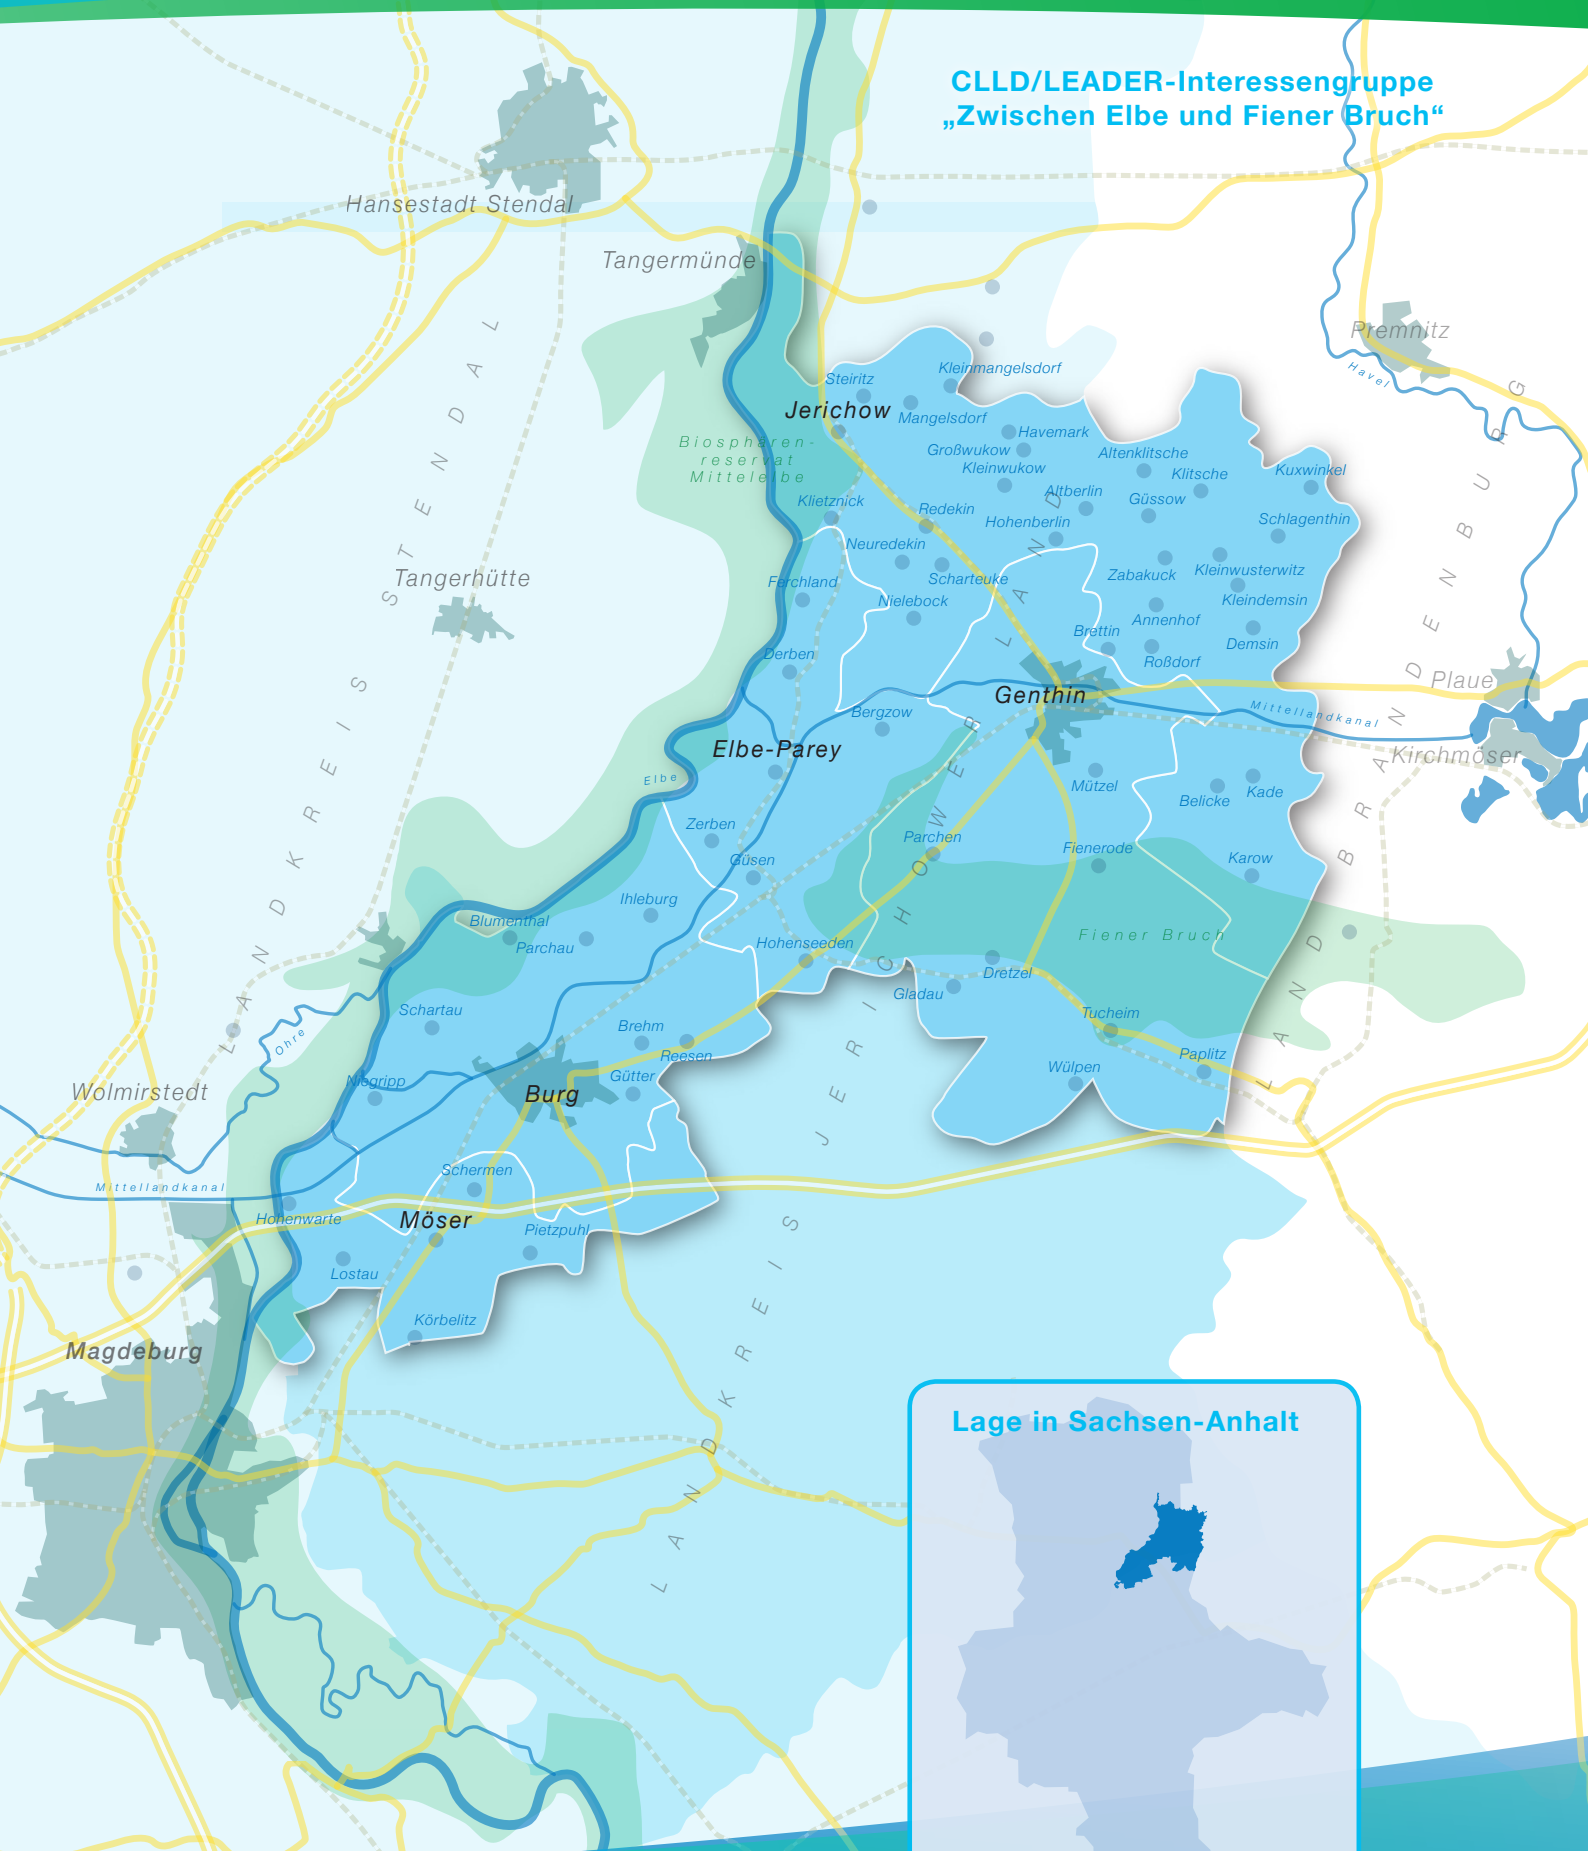 CLLD/LEADER-Interessengruppe
„Zwischen Elbe und Fiener Bruch“
Hansestadt Stendal
Tangermünde
Premnitz
Havel
Kleinmangelsdorf
Steiritz
Jerichow
Mangelsdorf
Havemark
Biosphären-
reservat
Mittelelbe
Großwukow
Kleinwukow
Altenklitsche
Klitsche
Kuxwinkel
Klietznick
Redekin
Altberlin
Güssow
Hohenberlin
Schlagenthin
Neuredekin
Scharteuke
Zabakuck
Kleinwusterwitz
Tangerhütte
Ferchland
Nielebock
Kleindemsin
Annenhof
Brettin
Demsin
Derben
Roßdorf
Plaue
Genthin
Bergzow
Mittellandkanal
Elbe-Parey
Kirchmöser
Elbe
Mützel
Belicke
Kade
Zerben
Parchen
Fienerode
Güsen
Karow
Ihleburg
Blumenthal
Parchau
Hohenseeden
Fiener Bruch
Dretzel
Gladau
Schartau
Tucheim
Brehm
Reesen
Paplitz
Ohre
Wülpen
Niegripp
Gütter
Wolmirstedt
Burg
Schermen
Mittellandkanal
Hohenwarte
Möser
Pietzpuhl
Lostau
Körbelitz
Magdeburg
LANDKREIS STENDAL
LANDKREIS JERICHOWER LAND
LAND BRANDENBURG
Lage in Sachsen-Anhalt